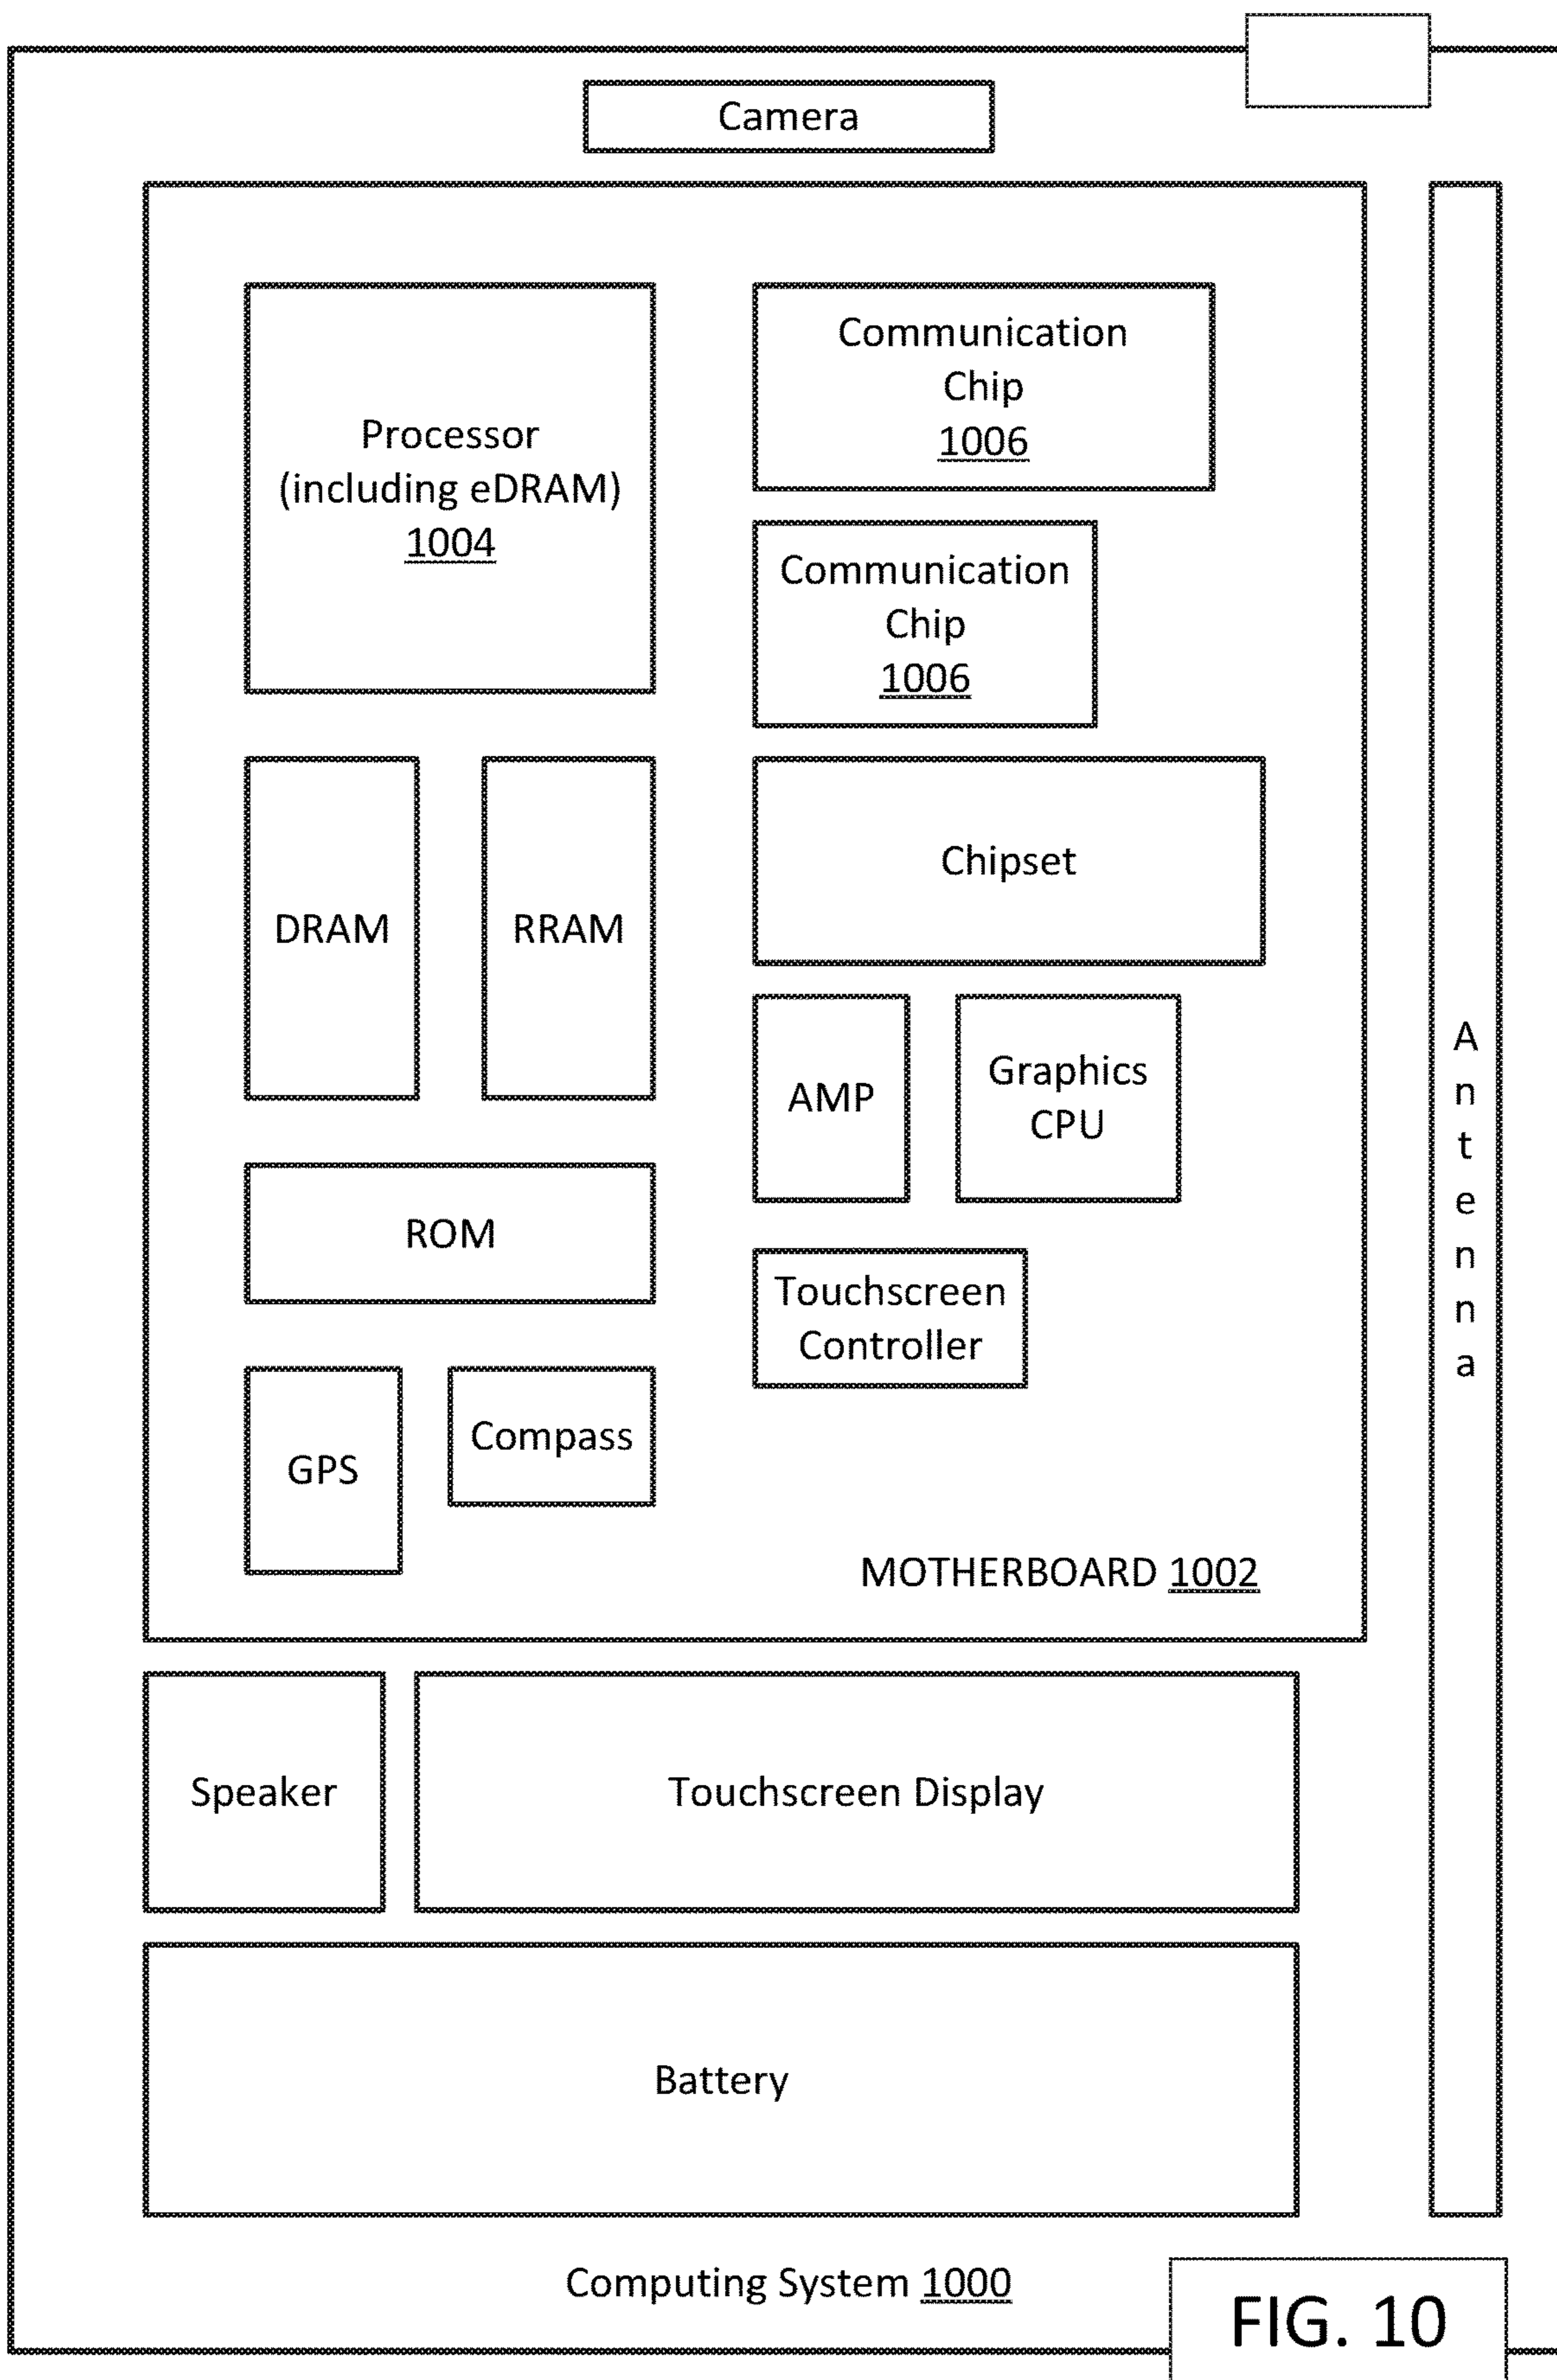 Camera
Processor
(including eDRAM)
1004
Communication
Chip
1006
Communication
Chip
1006
DRAM
RRAM
Chipset
AMP
Graphics
CPU
ROM
Touchscreen
Controller
GPS
Compass
MOTHERBOARD 1002
Antenna
Speaker
Touchscreen Display
Battery
Computing System 1000
FIG. 10